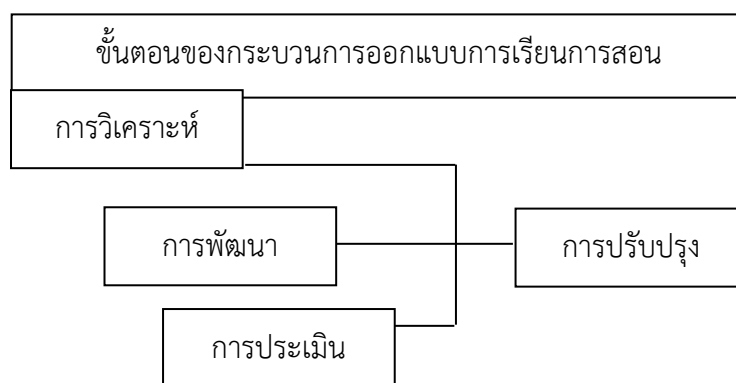 ขั้นตอนของกระบวนการออกแบบการเรียนการสอน
การวิเคราะห์
การพัฒนา
การปรับปรุง
การประเมิน